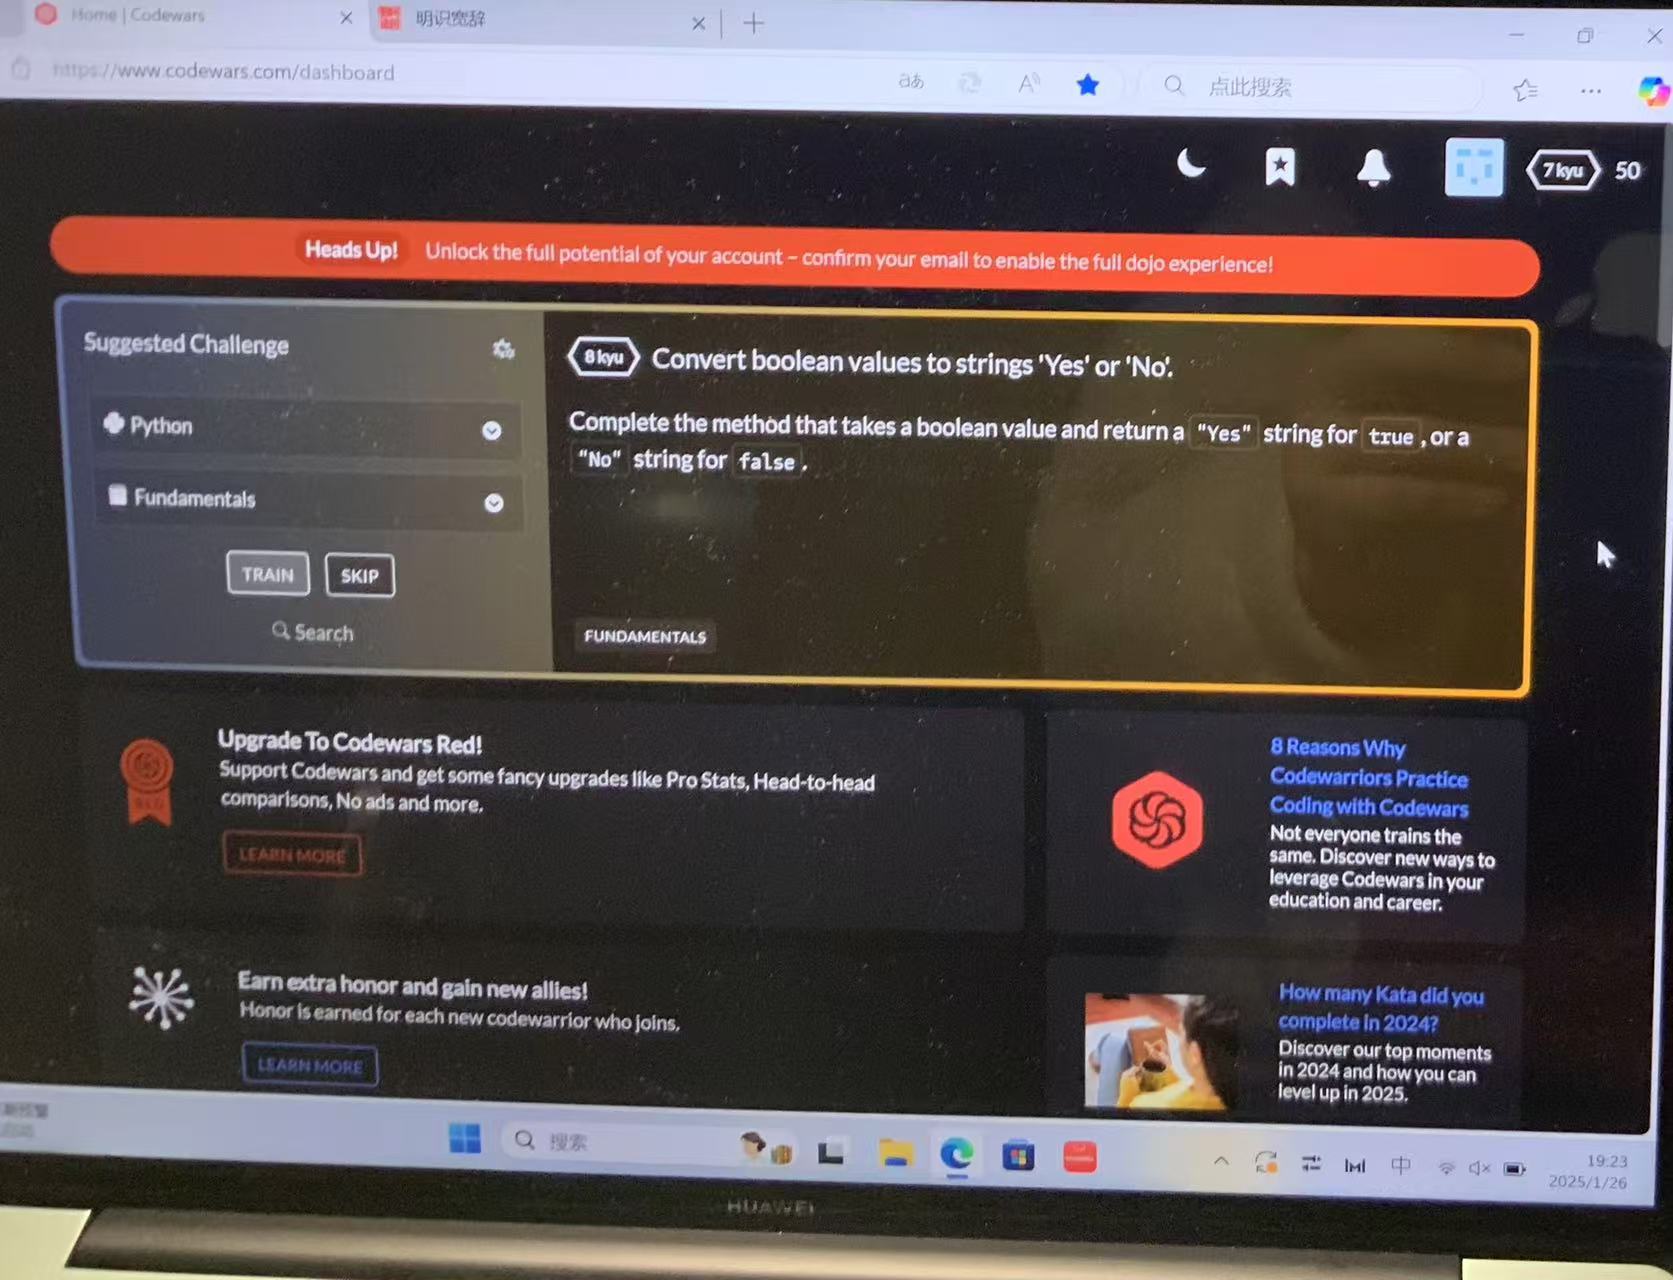 Home | Codewars
明识宽辞
https://www.codewars.com/dashboard
aあ
A
点此搜索
7 kyu 50
Heads Up! Unlock the full potential of your account – confirm your email to enable the full dojo experience!
Suggested Challenge
Python
Fundamentals
TRAIN
SKIP
Search
8 kyu Convert boolean values to strings 'Yes' or 'No'.
Complete the method that takes a boolean value and return a "Yes" string for true , or a
"No" string for false .
FUNDAMENTALS
Upgrade To Codewars Red!
Support Codewars and get some fancy upgrades like Pro Stats, Head-to-head
comparisons, No ads and more.
LEARN MORE
8 Reasons Why
Codewarriors Practice
Coding with Codewars
Not everyone trains the
same. Discover new ways to
leverage Codewars in your
education and career.
Earn extra honor and gain new allies!
Honor is earned for each new codewarrior who joins.
LEARN MORE
How many Kata did you
complete in 2024?
Discover our top moments
in 2024 and how you can
level up in 2025.
搜索
中
19:23
2025/1/26
HUAWEI